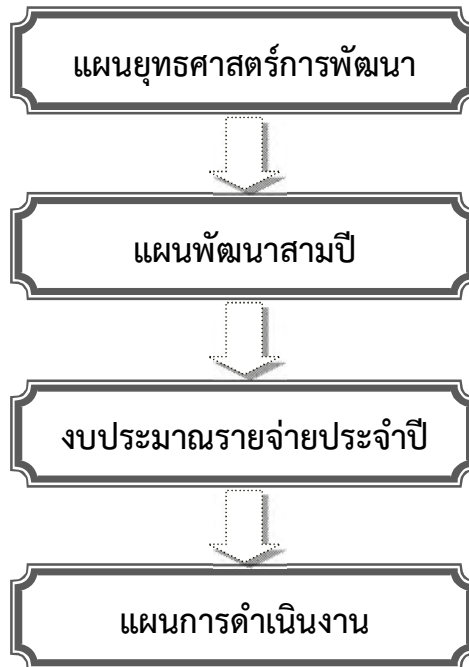 แผนยุทธศาสตร์การพัฒนา
แผนพัฒนาสามปี
งบประมาณรายจ่ายประจำปี
แผนการดำเนินงาน